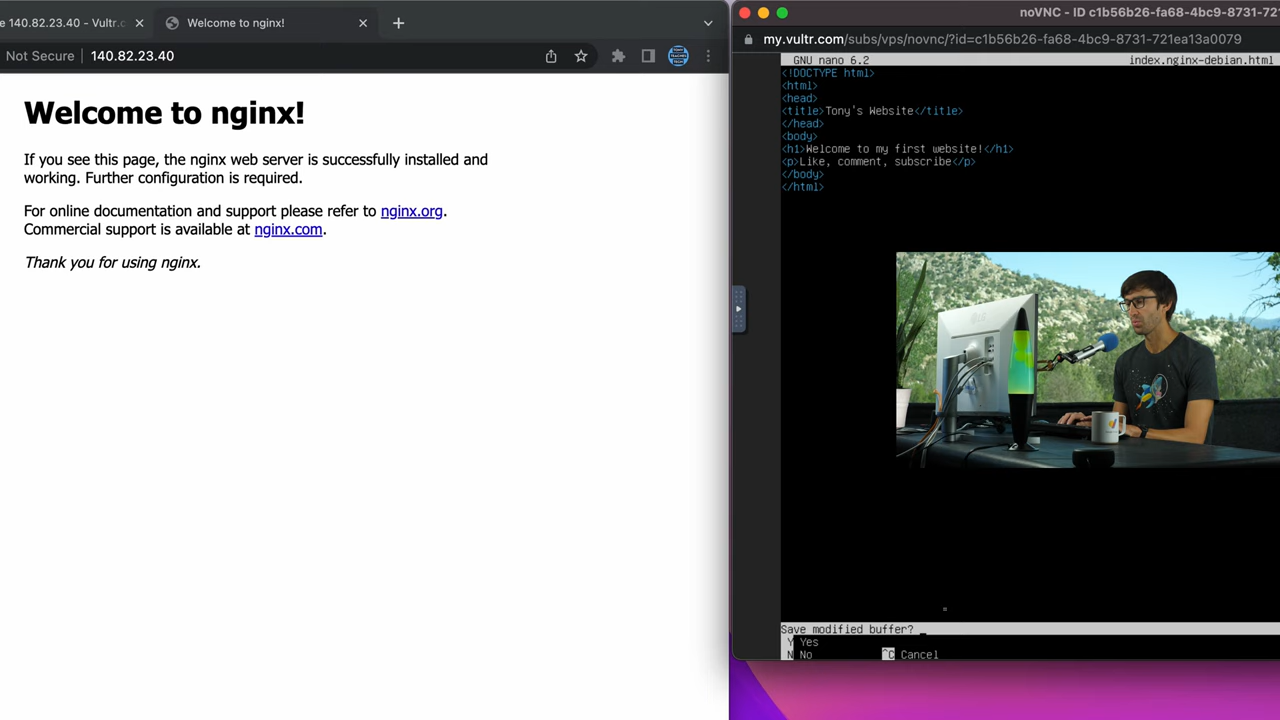 e 140.82.23.40 - Vultr.c
Welcome to nginx!
Not Secure
140.82.23.40
Welcome to nginx!
If you see this page, the nginx web server is successfully installed and
working. Further configuration is required.
For online documentation and support please refer to nginx.org.
Commercial support is available at nginx.com.
Thank you for using nginx.
noVNC - ID c1b56b26-fa68-4bc9-8731-721
my.vultr.com/subs/vps/novnc/?id=c1b56b26-fa68-4bc9-8731-721ea13a0079
GNU nano 6.2
index.nginx-debian.html
<!DOCTYPE html>
<html>
<head>
<title>Tony's Website</title>
</head>
<body>
<h1>Welcome to my first website!</h1>
<p>Like, comment, subscribe</p>
</body>
</html>
Save modified buffer?
Y Yes
N No
^C Cancel